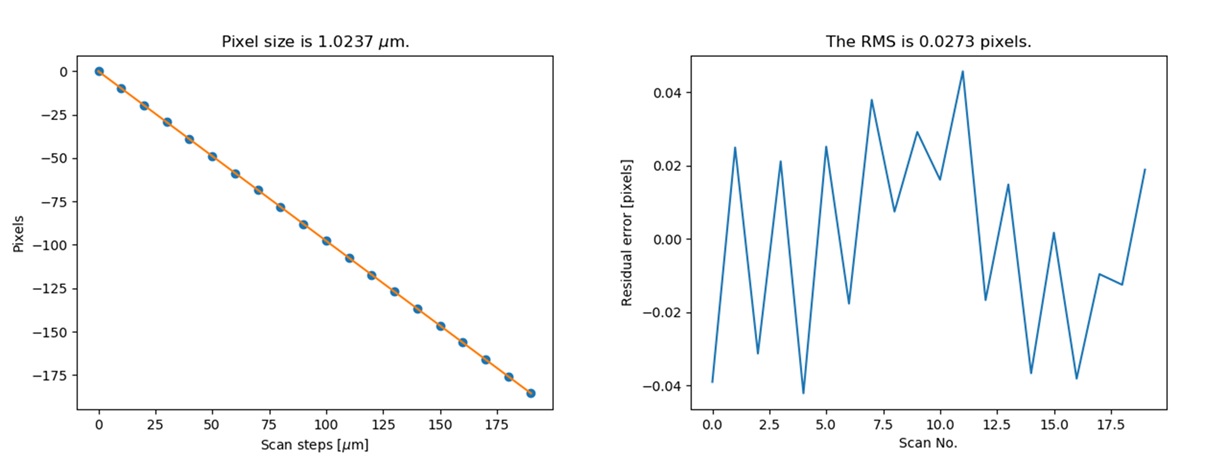 Pixel size is 1.0237 μm.
0
−25
−50
−75
−100
−125
−150
−175
Pixels
0 25 50 75 100 125 150 175
Scan steps [μm]
The RMS is 0.0273 pixels.
0.04
0.02
0.00
−0.02
−0.04
Residual error [pixels]
0.0 2.5 5.0 7.5 10.0 12.5 15.0 17.5
Scan No.